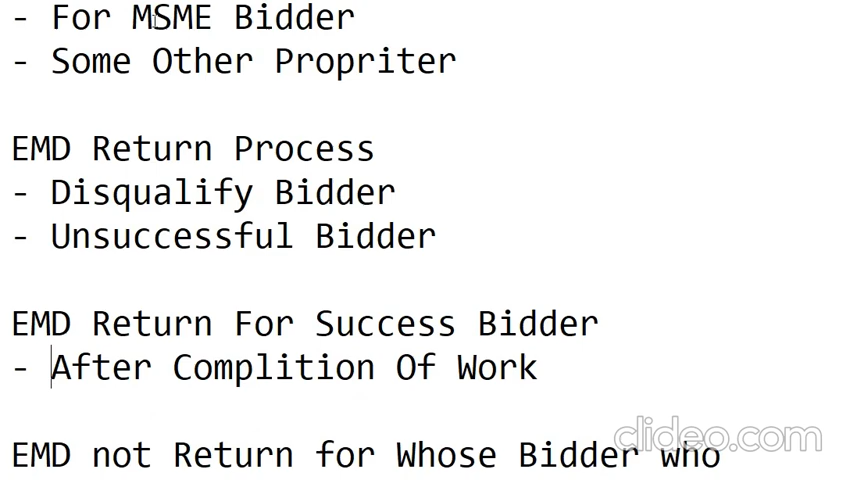 - For MSME Bidder
- Some Other Propriter
EMD Return Process
- Disqualify Bidder
- Unsuccessful Bidder
EMD Return For Success Bidder
- After Complition Of Work
clideo.com
EMD not Return for Whose Bidder who